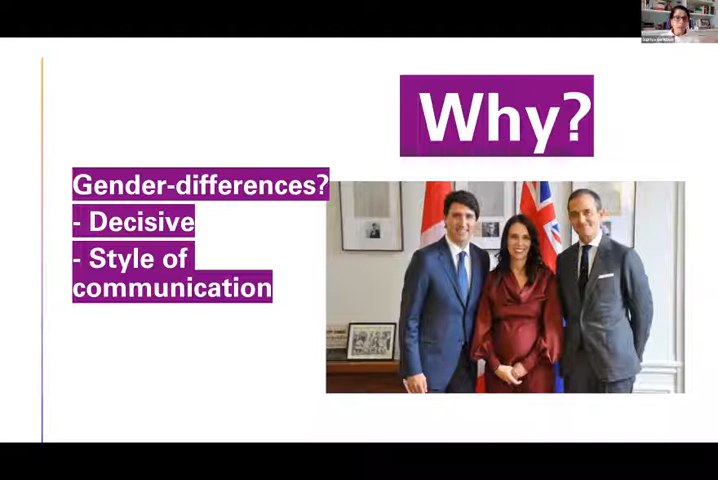 Why?
Gender-differences?
- Decisive
- Style of
communication